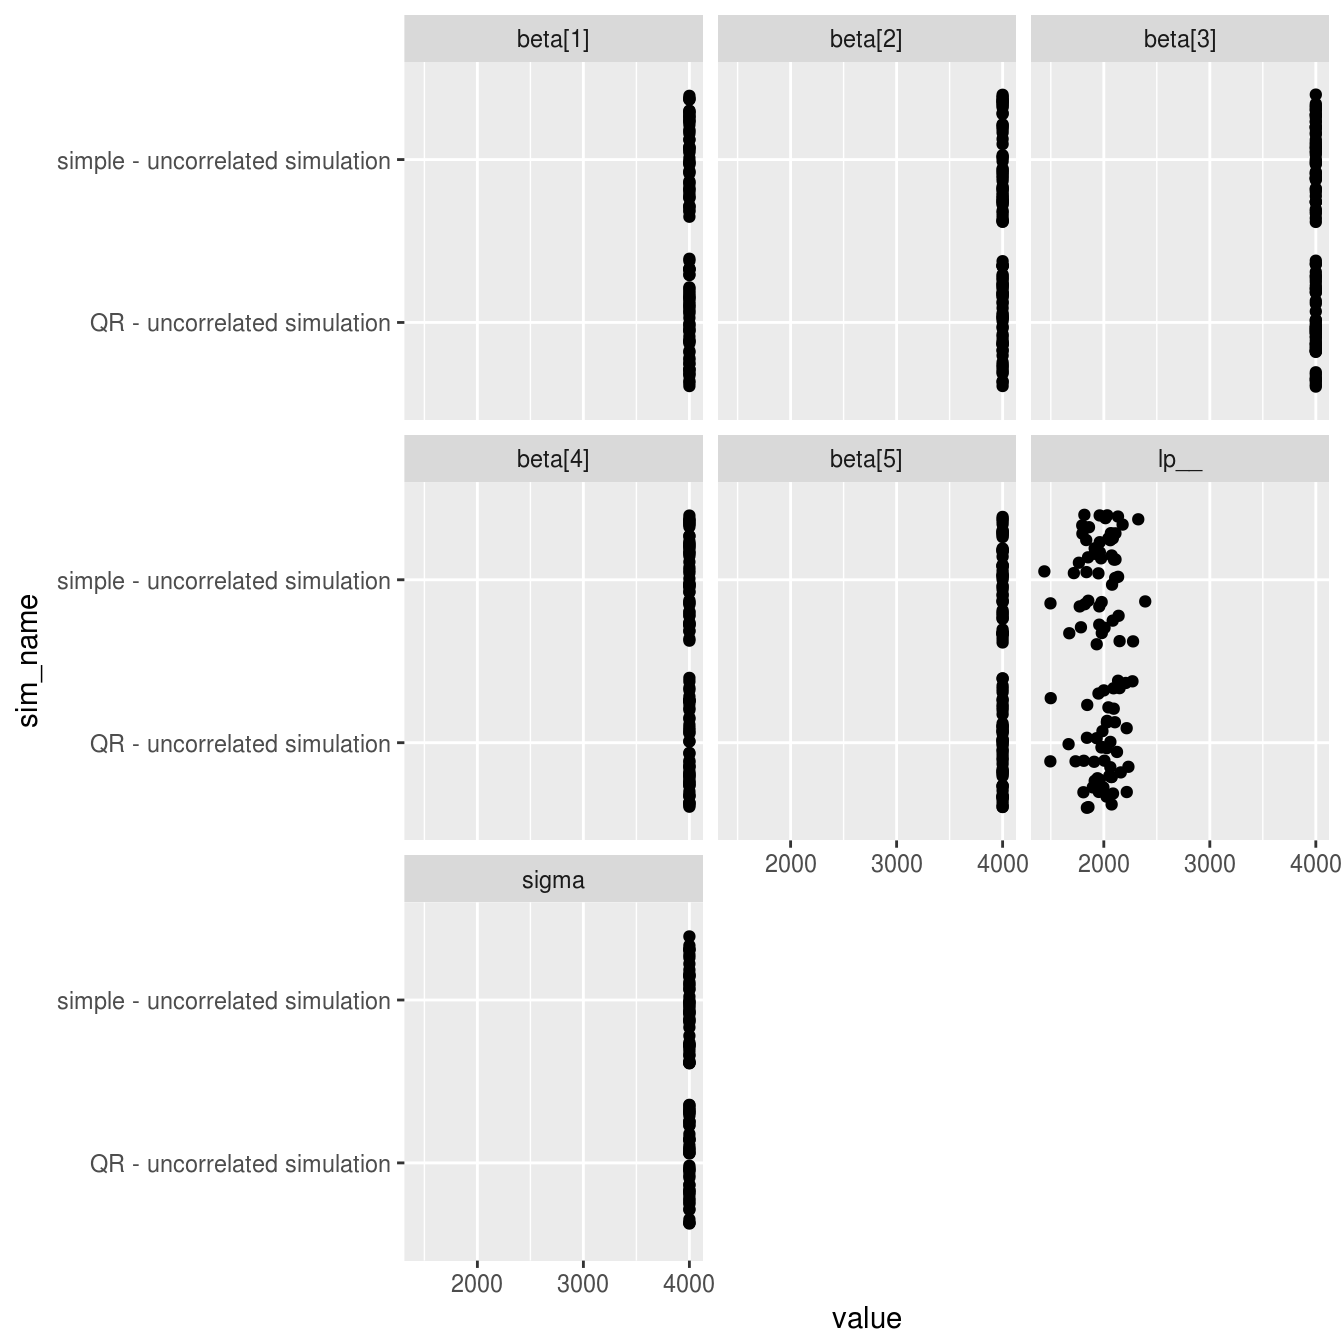 beta[1]
beta[2]
beta[3]
simple - uncorrelated simulation
QR - uncorrelated simulation
beta[4]
beta[5]
lp__
simple - uncorrelated simulation
QR - uncorrelated simulation
2000 3000 4000
2000 3000 4000
sigma
simple - uncorrelated simulation
QR - uncorrelated simulation
2000 3000 4000
sim_name
value